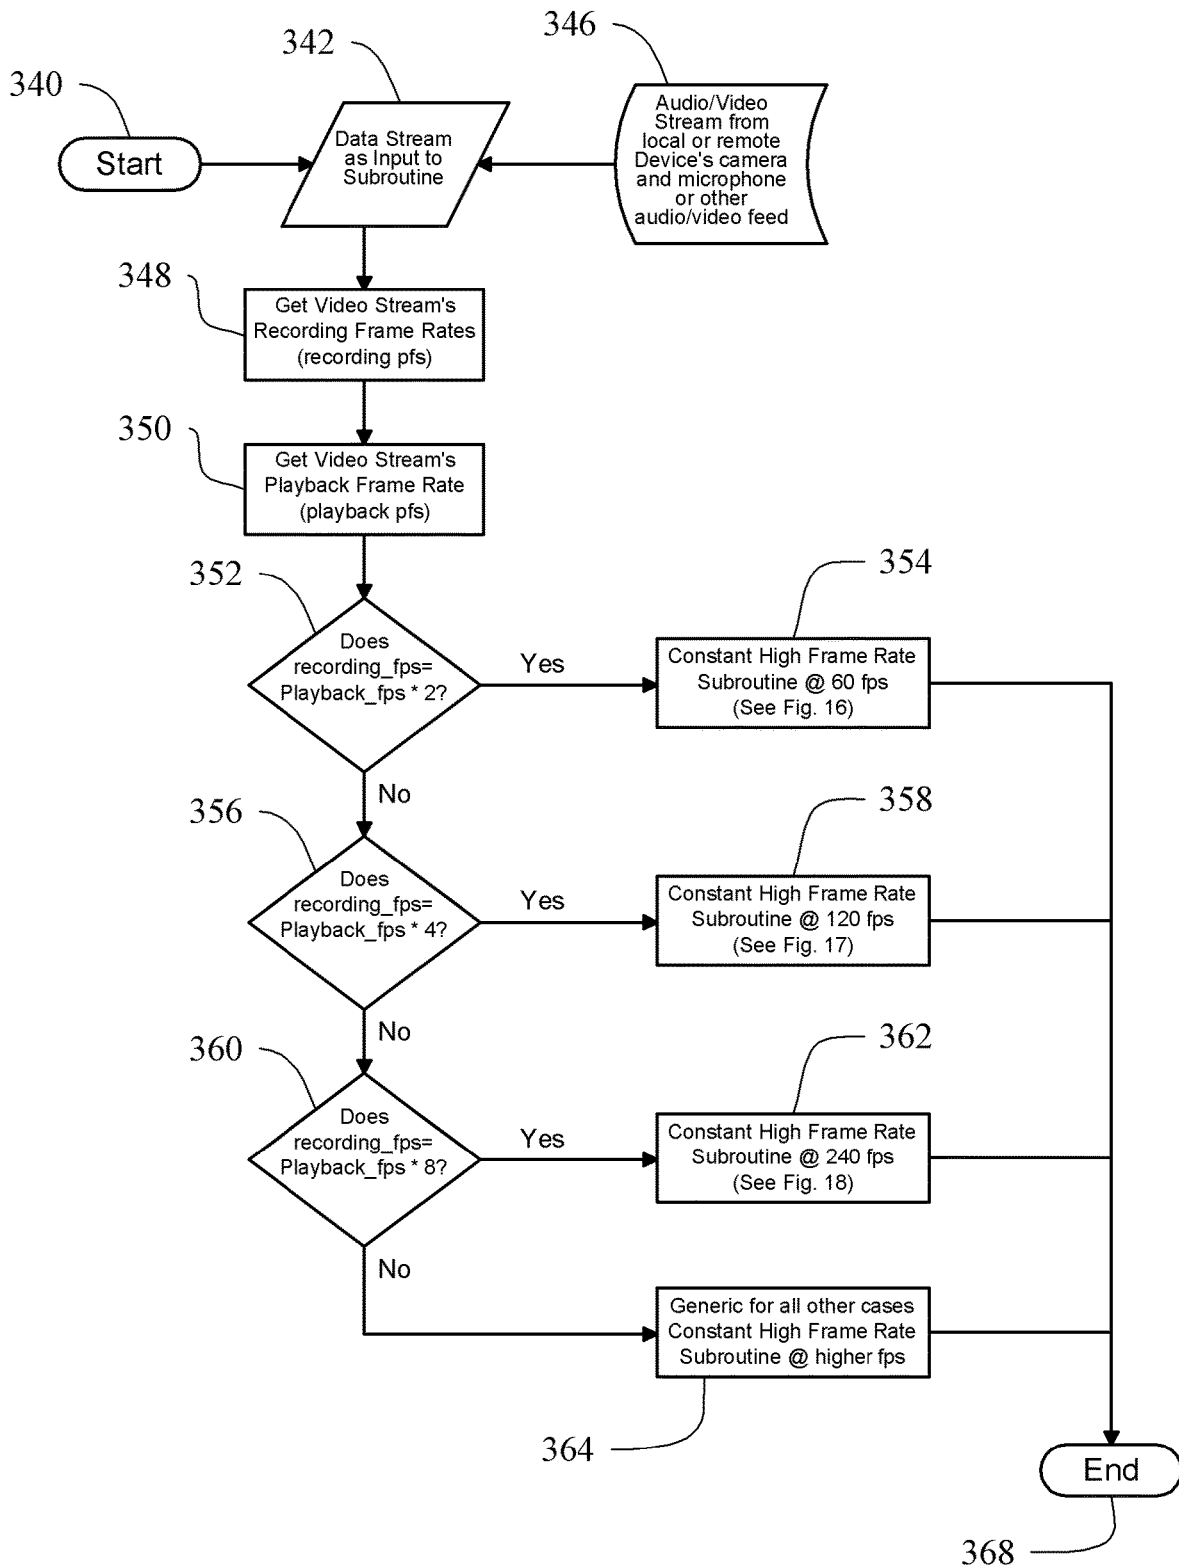 342
346
340
Start
Data Stream
as Input to
Subroutine
Audio/Video
Stream from
local or remote
Device's camera
and microphone
or other
audio/video feed
348
Get Video Stream's
Recording Frame Rates
(recording pfs)
350
Get Video Stream's
Playback Frame Rate
(playback pfs)
352
354
Does
recording_fps=
Playback_fps * 2?
Yes
Constant High Frame Rate
Subroutine @ 60 fps
(See Fig. 16)
No
356
358
Does
recording_fps=
Playback_fps * 4?
Yes
Constant High Frame Rate
Subroutine @ 120 fps
(See Fig. 17)
No
360
362
Does
recording_fps=
Playback_fps * 8?
Yes
Constant High Frame Rate
Subroutine @ 240 fps
(See Fig. 18)
No
Generic for all other cases
Constant High Frame Rate
Subroutine @ higher fps
364
End
368